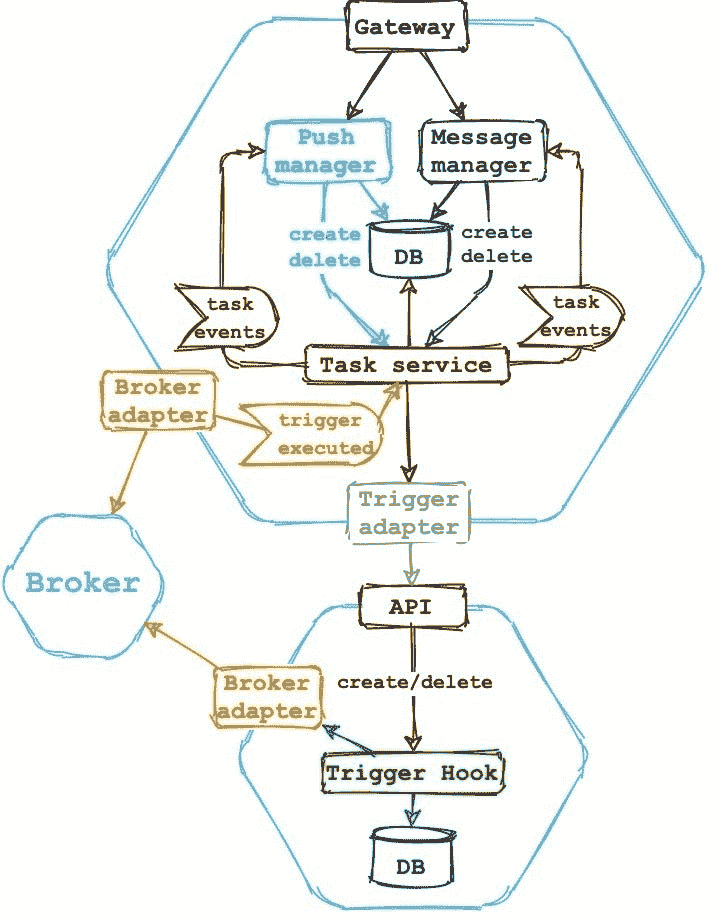 Gateway
Push
manager
Message
manager
create
delete
DB
create
delete
task
events
task
events
Task service
Broker
adapter
trigger
executed
Trigger
adapter
Broker
API
create/delete
Broker
adapter
Trigger Hook
DB